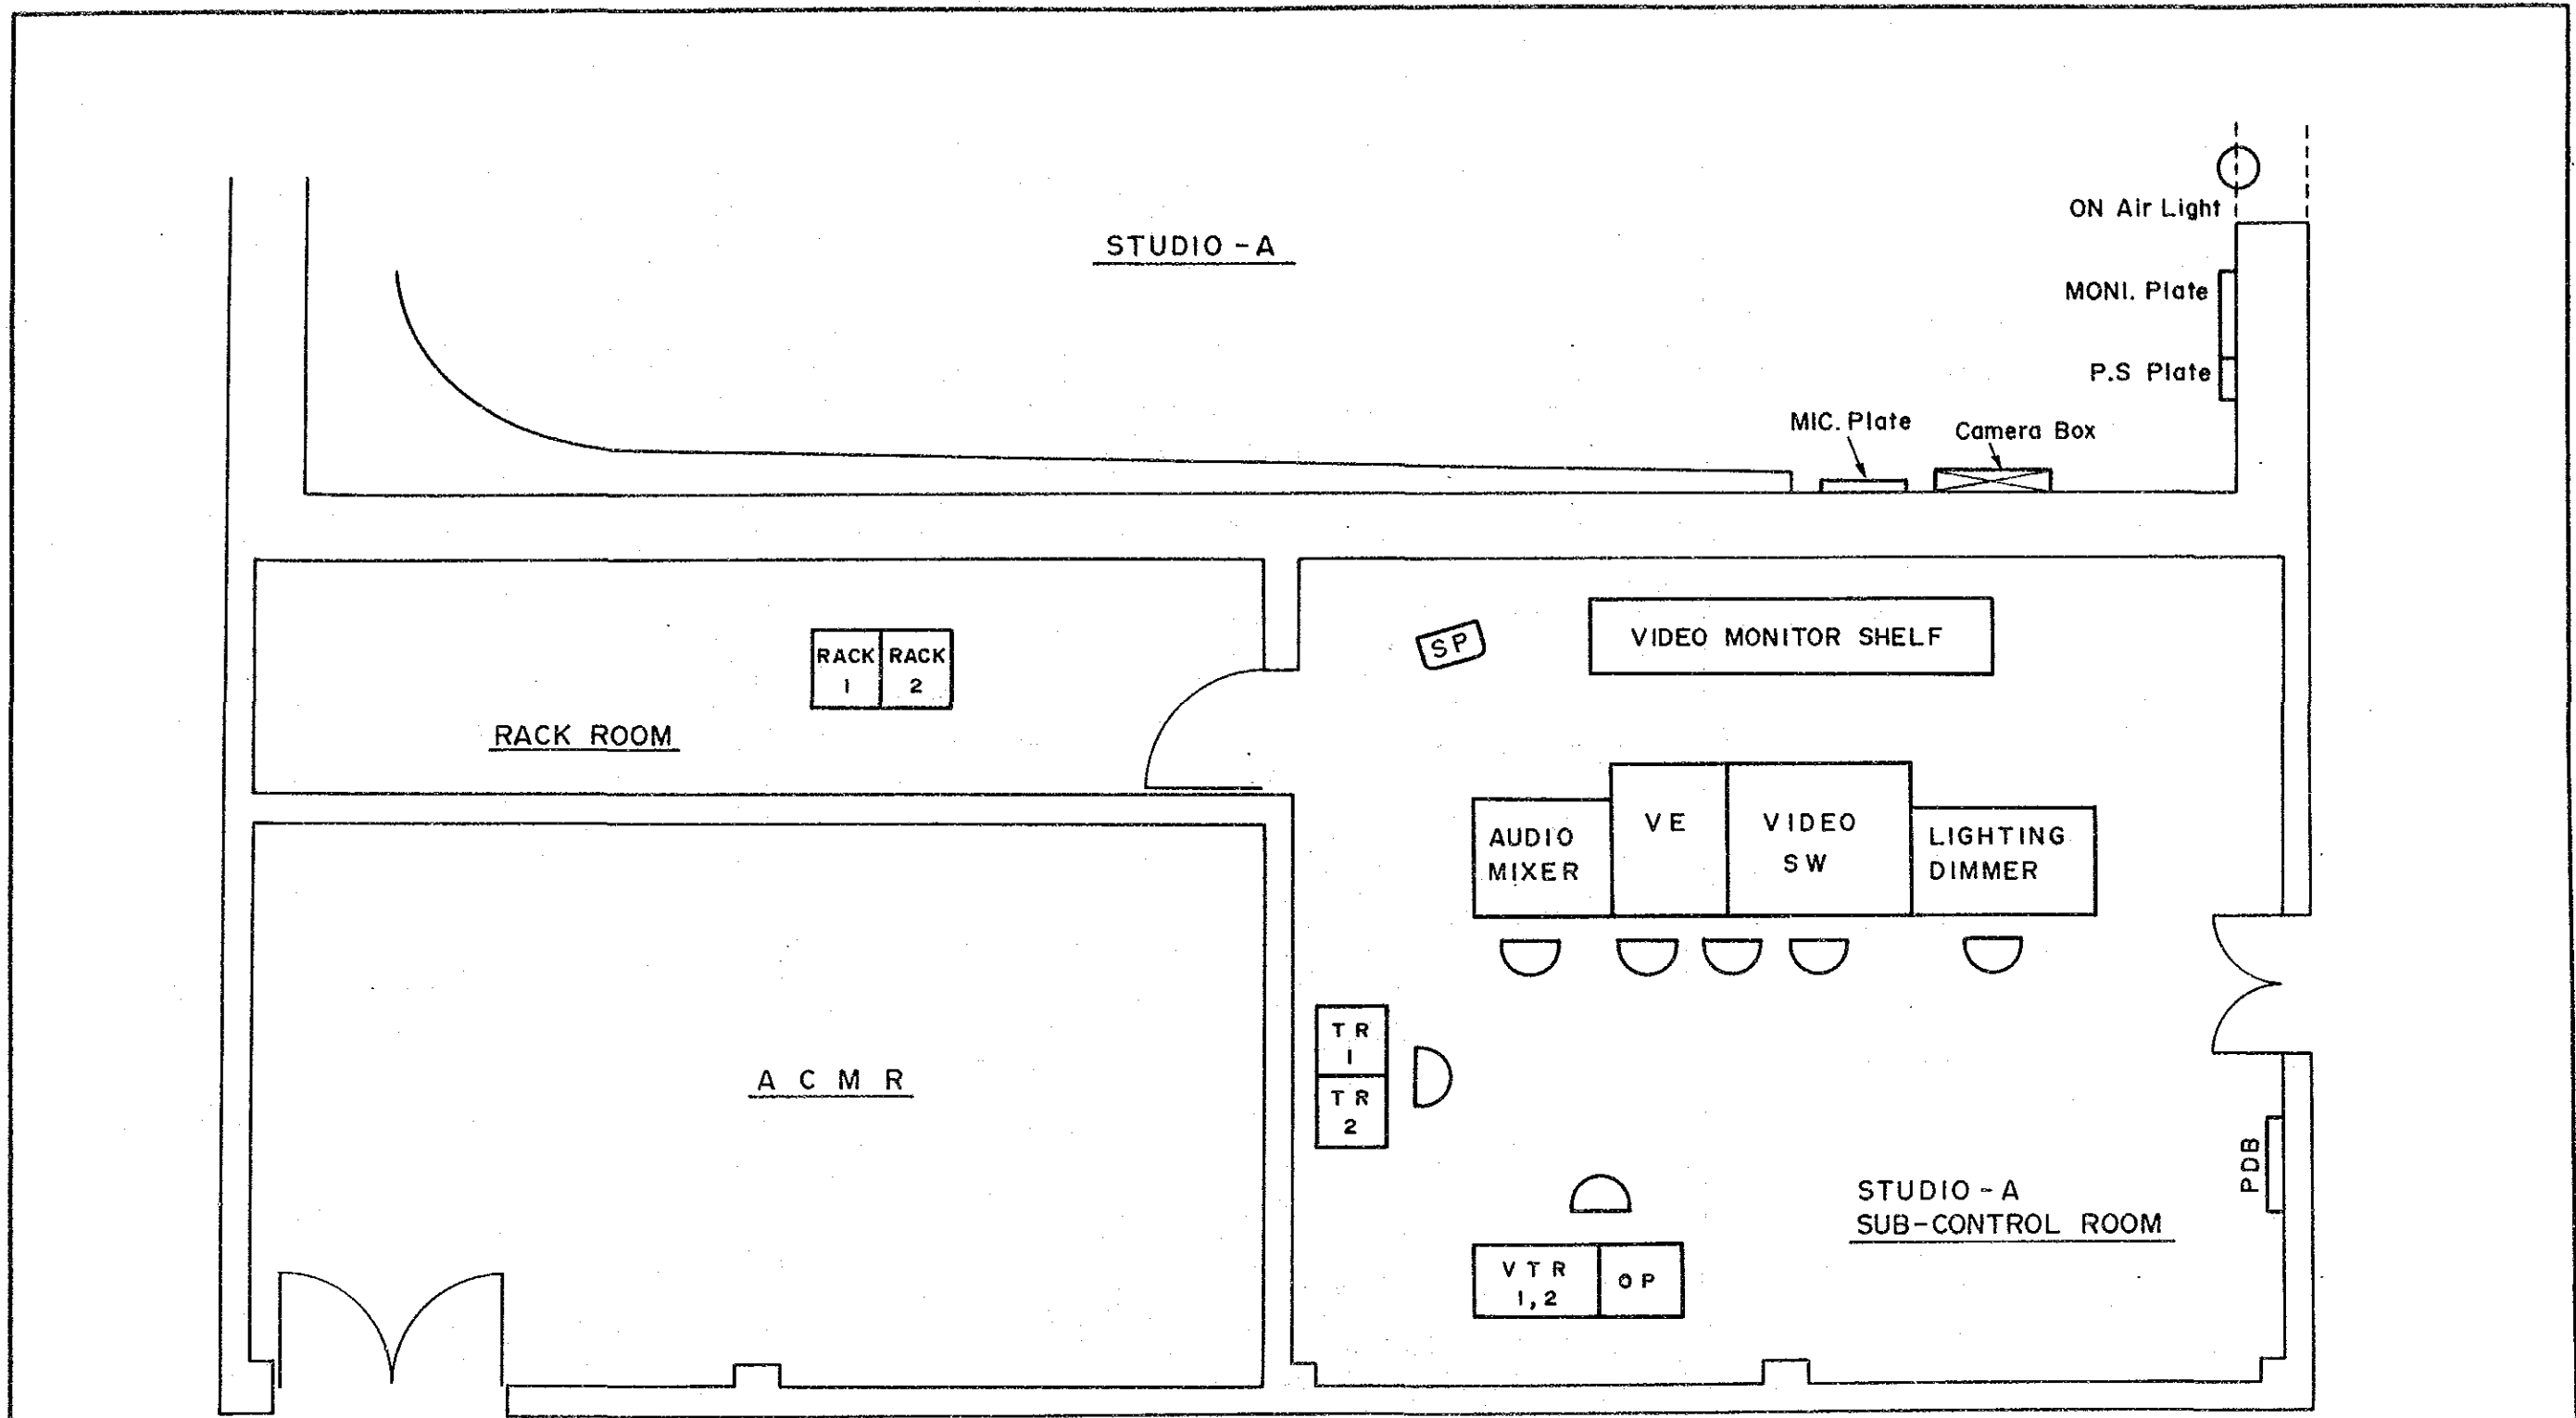 ON Air Light
STUDIO - A
MONI. Plate
P.S Plate
MIC. Plate
Camera Box
SP
VIDEO MONITOR SHELF
RACK
1
RACK
2
RACK ROOM
AUDIO
MIXER
VE
VIDEO
SW
LIGHTING
DIMMER
TR
1
TR
2
A C M R
PDB
STUDIO - A
SUB-CONTROL ROOM
VTR
1, 2
OP